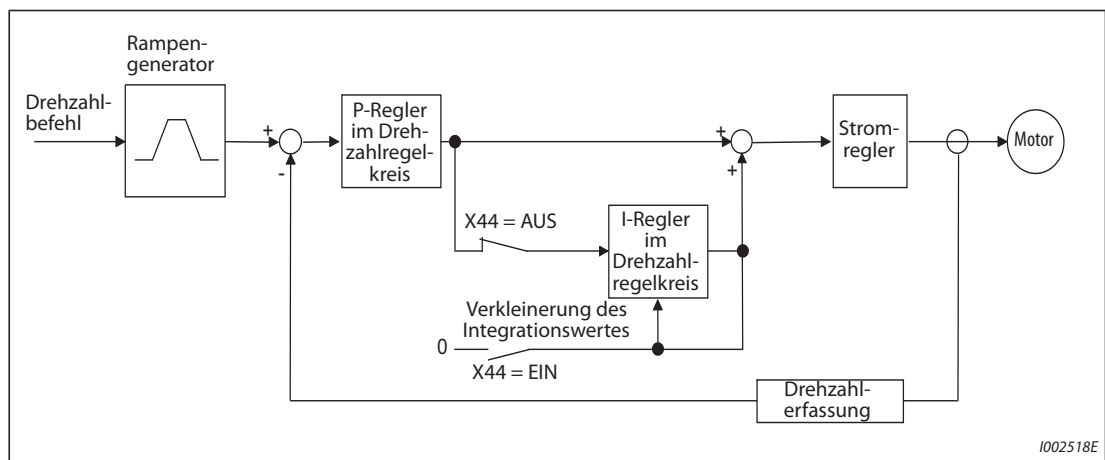 Rampen-
generator
Drehzahl-
befehl
+
-
P-Regler
im Dreh-
zahlregel-
kreis
+
+
Strom-
regler
Motor
X44 = AUS
I-Regler
im
Drehzahl-
regelkreis
Verkleinerung des
Integrationswertes
0
X44 = EIN
Drehzahl-
erfassung
I002518E